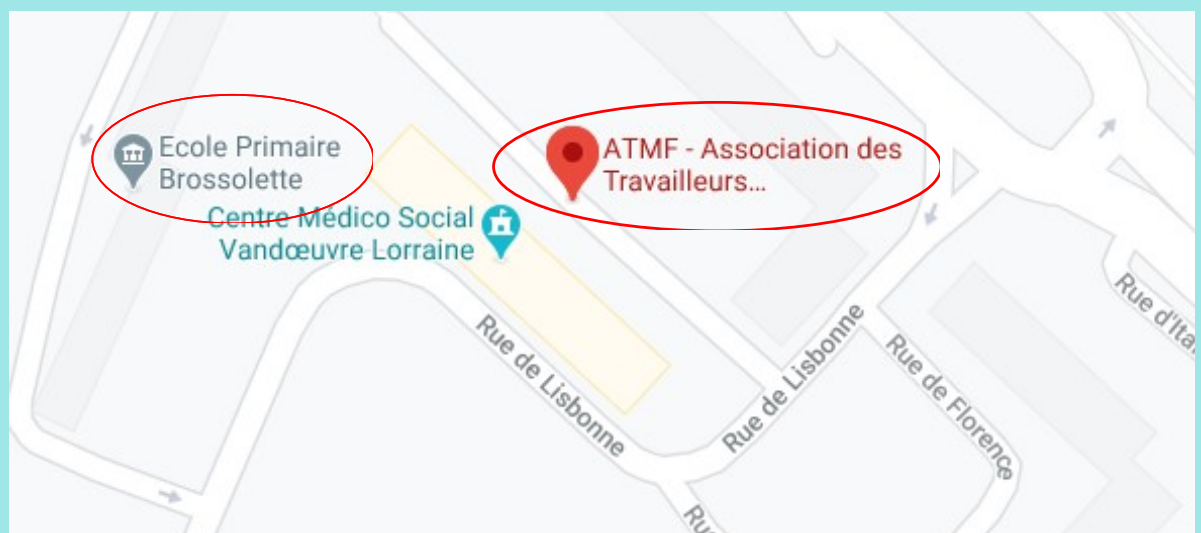 Ecole Primaire
Brossolette
ATMF - Association des
Travailleurs...
Centre Médico Social
Vandœuvre Lorraine
Rue de Lisbonne
Rue de Lisbonne
Rue de Florence
Rue d'Ita
Ru